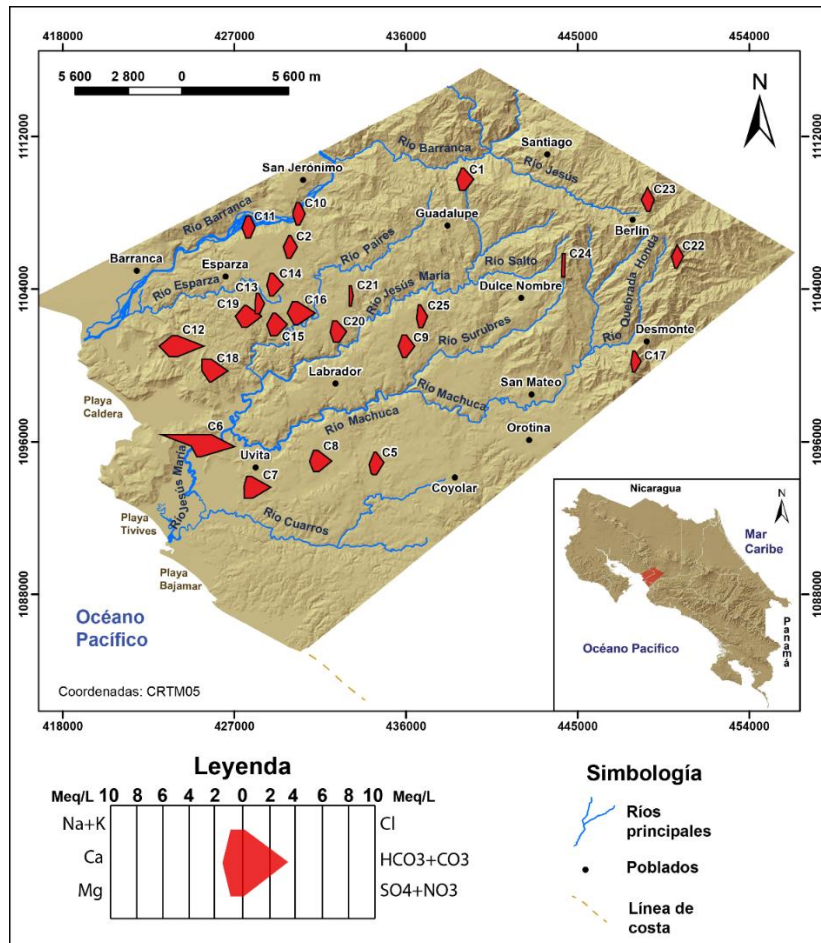 418000 427000 436000 445000 454000
5 600 2 800 0 5 600 m
N
1112000
1104000
1096000
1088000
1112000
1104000
1096000
1088000
Santiago
Río Barranca
Río Jesús
San Jerónimo
C1
C23
C10
Guadalupe
Berlín
C11
Río Barranca
C2
Río Paires
C22
C24
Río Salto
Barranca
Esparza
C14
C21
Río Jesús María
Dulce Nombre
Río Quebrada Honda
Río Esparza
C13
C16
C19
C25
C15
C20
Río Surubres
Desmonte
C12
C9
C17
C18
Labrador
Río Machuca
San Mateo
Playa
Caldera
C6
Río Machuca
Orotina
Uvita
C8
C5
Río Jesús María
C7
Coyolar
Playa
Tivives
Río Cuarros
Playa
Bajamar
Océano
Pacífico
Coordenadas: CRTM05
Nicaragua
N
Mar
Caribe
Océano Pacífico
Panamá
418000 427000 436000 445000 454000
Leyenda
Meq/L 10 8 6 4 2 0 2 4 6 8 10 Meq/L
Na+K Cl
Ca HCO3+CO3
Mg SO4+NO3
Simbología
Ríos
principales
Poblados
Línea de
costa